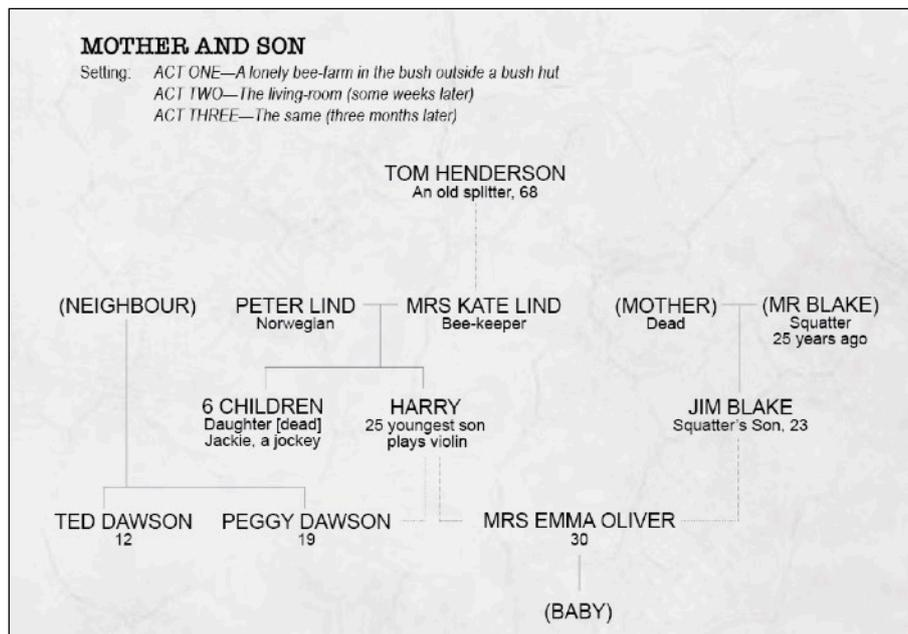 MOTHER AND SON
Setting: ACT ONE—A lonely bee-farm in the bush outside a bush hut
ACT TWO—The living-room (some weeks later)
ACT THREE—The same (three months later)
TOM HENDERSON
An old splitter, 68
(NEIGHBOUR) PETER LIND MRS KATE LIND (MOTHER) (MR BLAKE)
Norwegian Bee-keeper Dead Squatter
25 years ago
6 CHILDREN HARRY JIM BLAKE
Daughter [dead] 25 youngest son Squatter's Son, 23
Jackie, a jockey plays violin
TED DAWSON PEGGY DAWSON MRS EMMA OLIVER
12 19 30
(BABY)